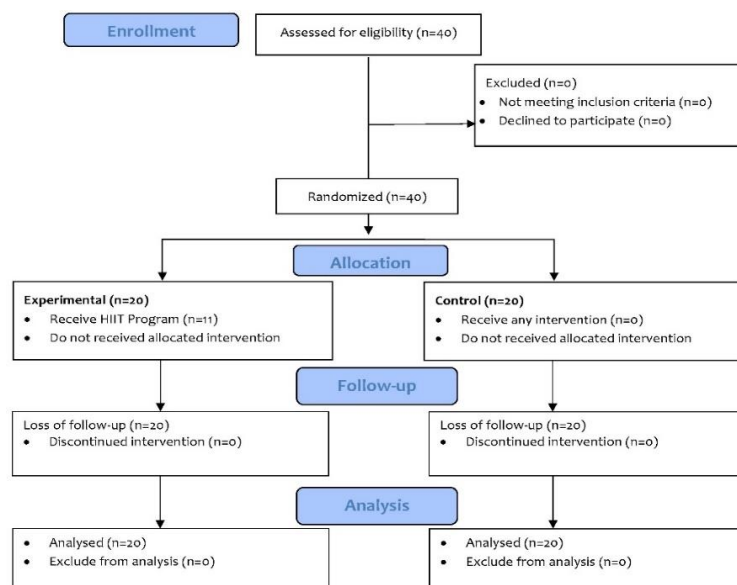 Enrollment
Assessed for eligibility (n=40)
Excluded (n=0)
• Not meeting inclusion criteria (n=0)
• Declined to participate (n=0)
Randomized (n=40)
Allocation
Experimental (n=20)
• Receive HIIT Program (n=11)
• Do not received allocated intervention
Control (n=20)
• Receive any intervention (n=0)
• Do not received allocated intervention
Follow-up
Loss of follow-up (n=20)
• Discontinued intervention (n=0)
Loss of follow-up (n=20)
• Discontinued intervention (n=0)
Analysis
• Analysed (n=20)
• Exclude from analysis (n=0)
• Analysed (n=20)
• Exclude from analysis (n=0)